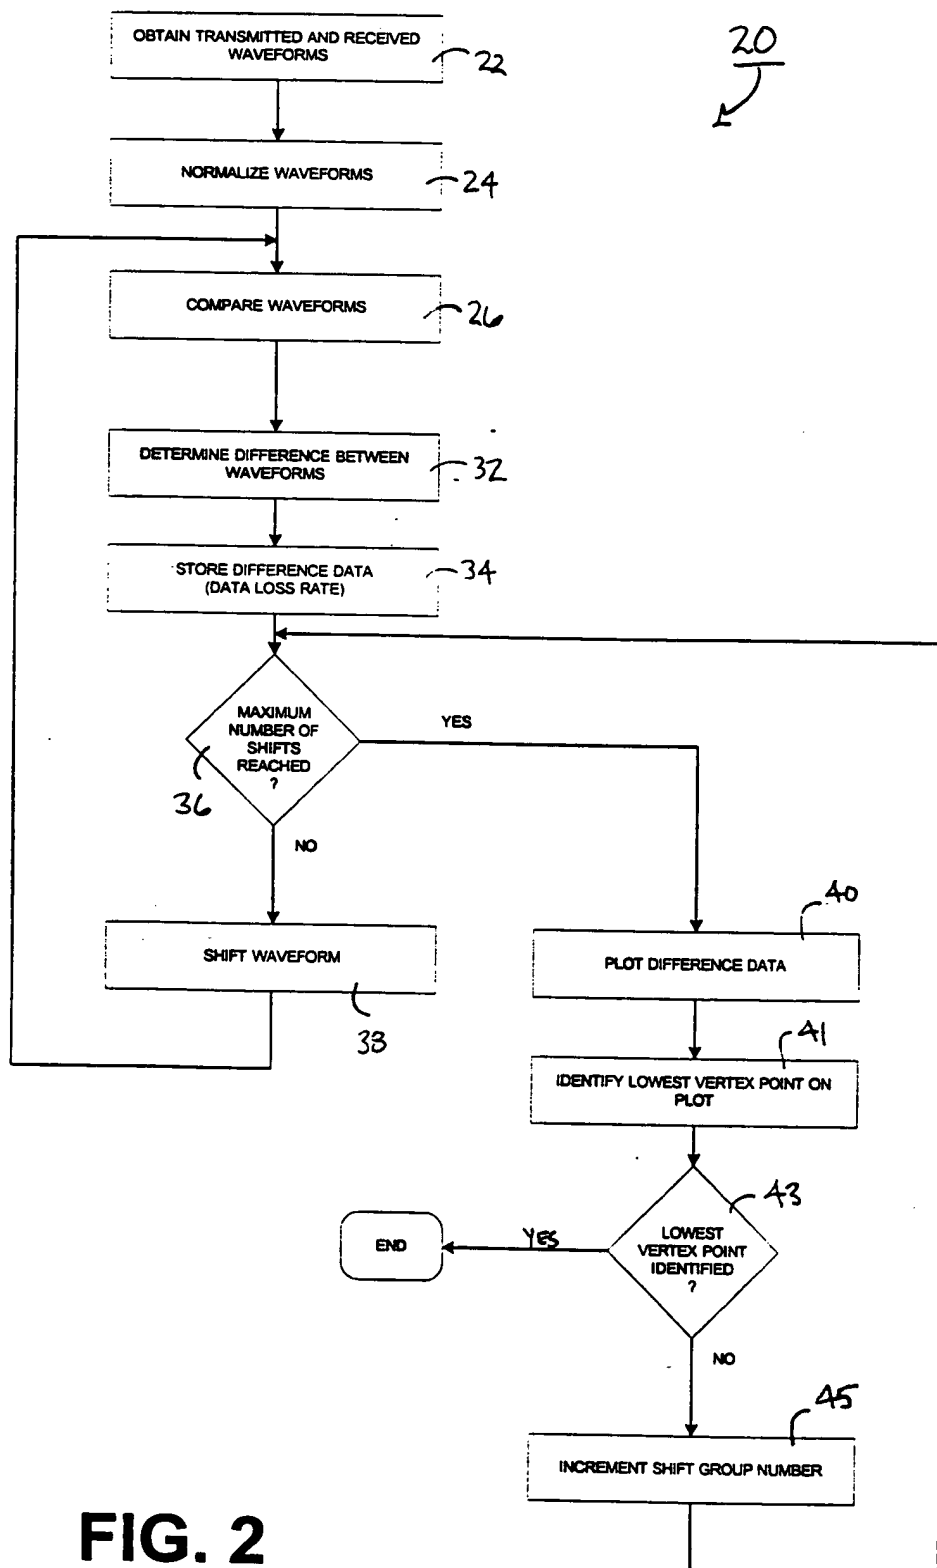 OBTAIN TRANSMITTED AND RECEIVED
WAVEFORMS
22
20
NORMALIZE WAVEFORMS
24
COMPARE WAVEFORMS
26
DETERMINE DIFFERENCE BETWEEN
WAVEFORMS
32
STORE DIFFERENCE DATA
(DATA LOSS RATE)
34
MAXIMUM
NUMBER OF
SHIFTS
REACHED
?
36
YES
NO
SHIFT WAVEFORM
38
40
PLOT DIFFERENCE DATA
41
IDENTIFY LOWEST VERTEX POINT ON
PLOT
43
LOWEST
VERTEX POINT
IDENTIFIED
?
YES
END
NO
45
INCREMENT SHIFT GROUP NUMBER
FIG. 2